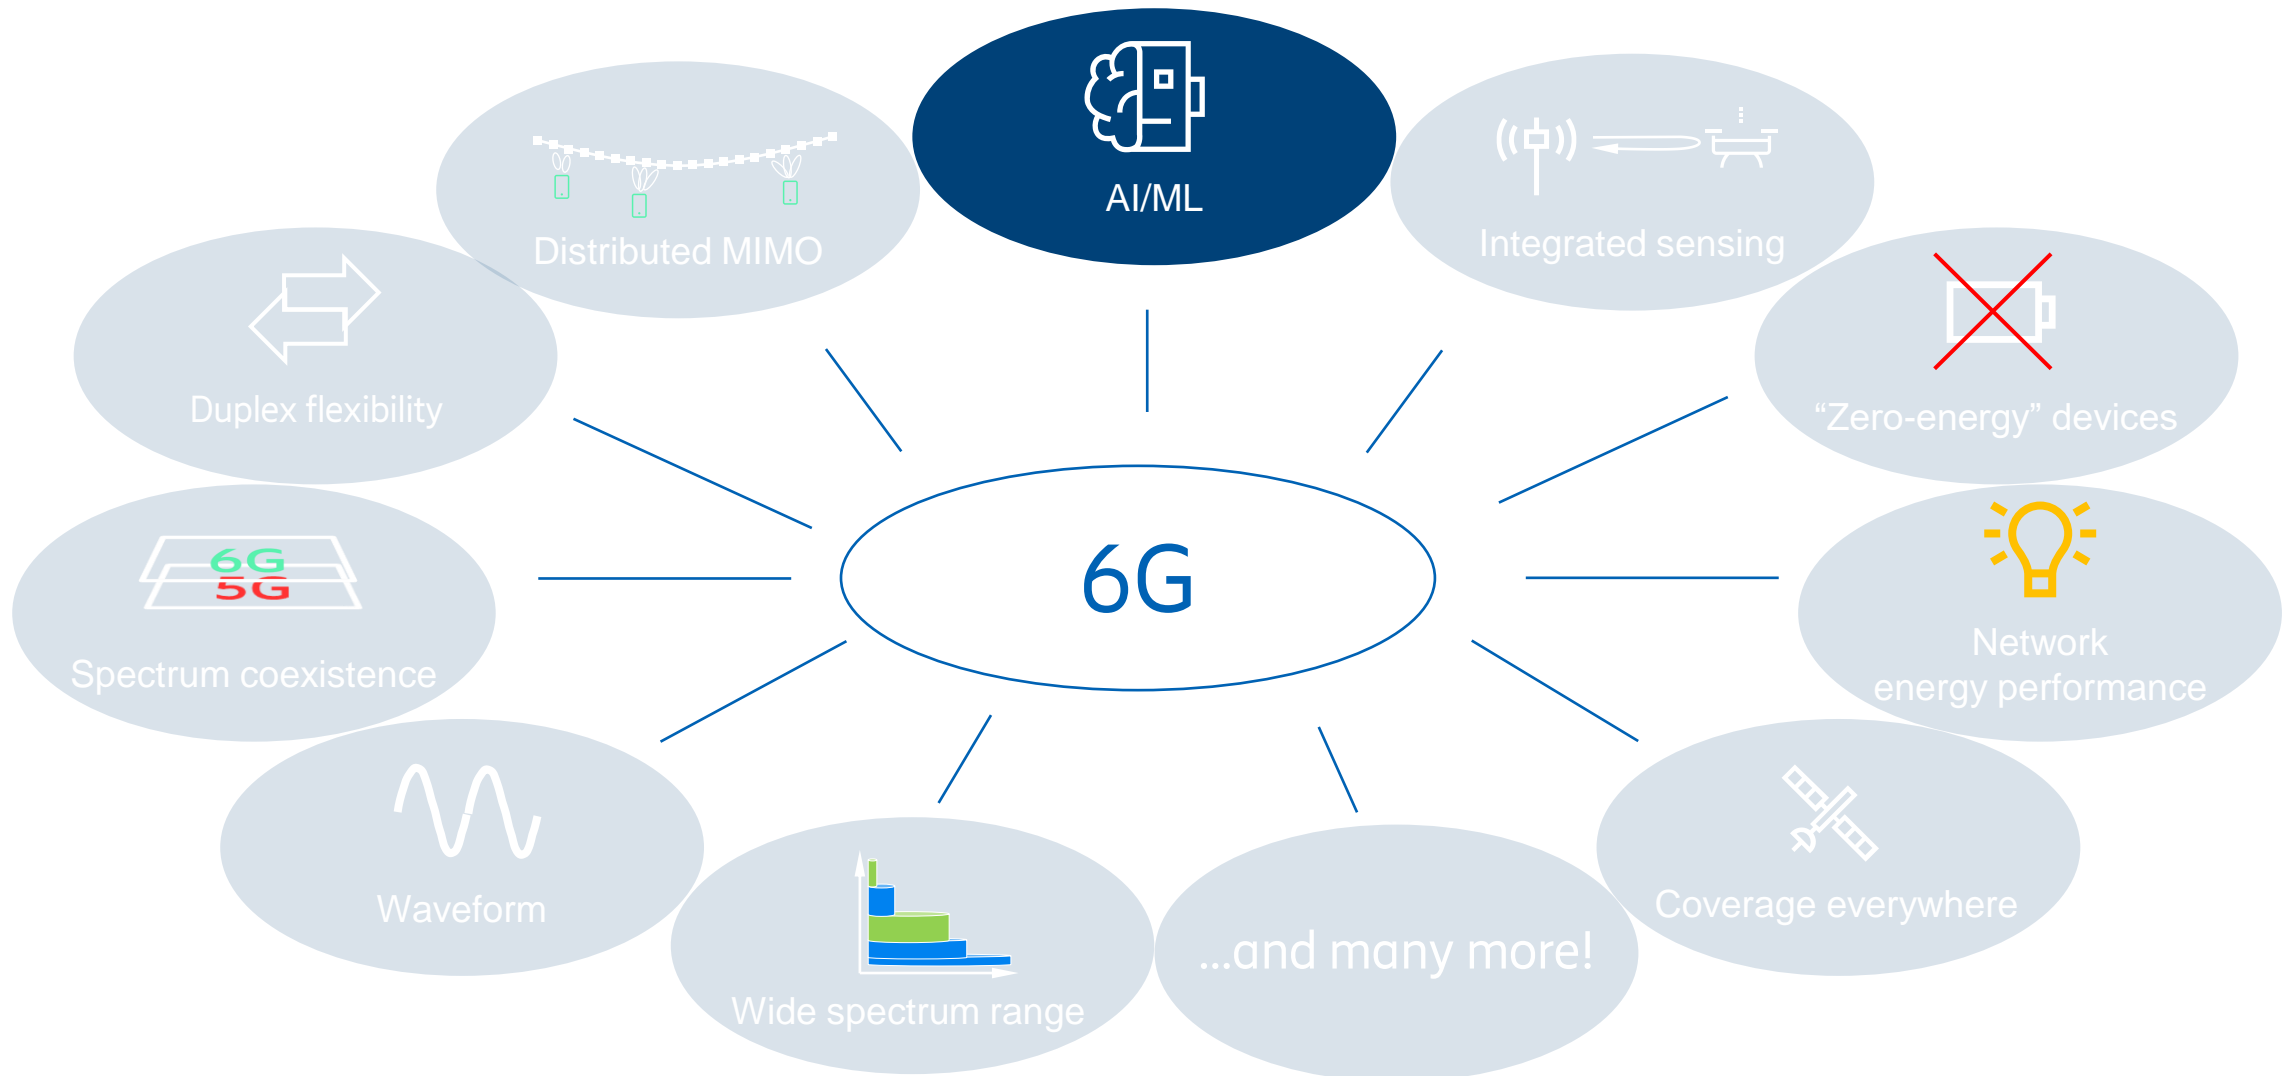 AI/ML
Distributed MIMO
Integrated sensing
Duplex flexibility
“Zero-energy” devices
6G
5G
Spectrum coexistence
6G
Network
energy performance
Waveform
Coverage everywhere
Wide spectrum range
...and many more!